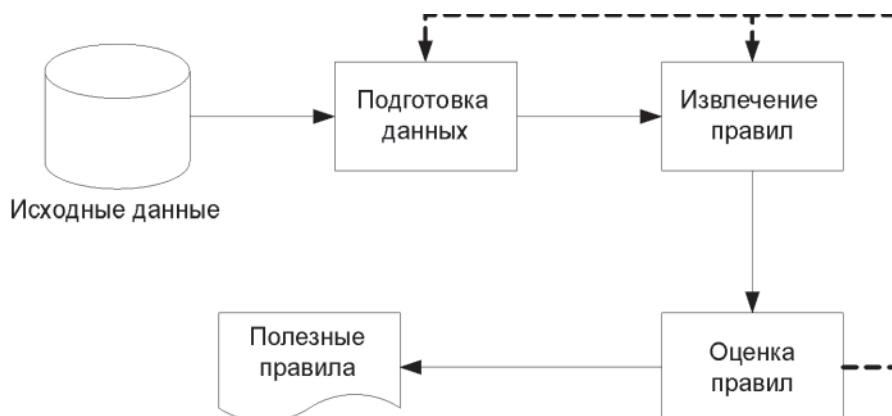 Подготовка
данных
Извлечение
правил
Исходные данные
Полезные
правила
Оценка
правил